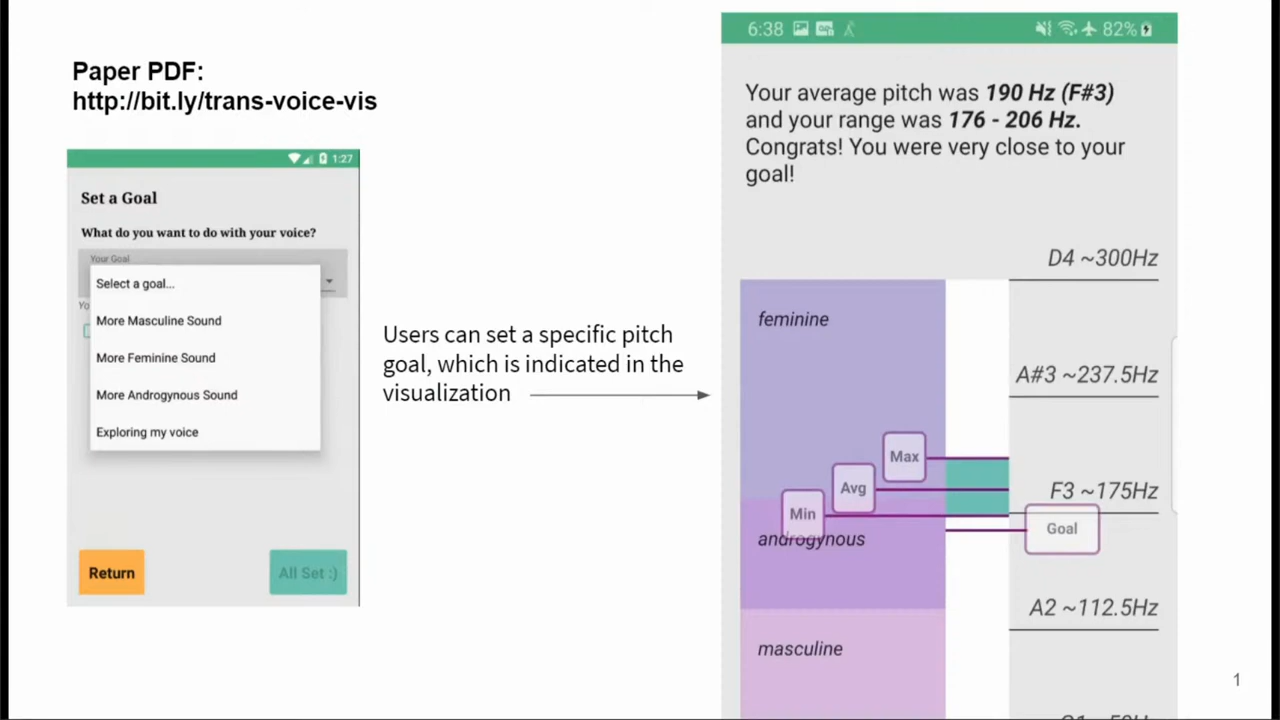 Paper PDF:
http://bit.ly/trans-voice-vis
1:27
Set a Goal
What do you want to do with your voice?
Your Goal
Select a goal...
Yo
More Masculine Sound
More Feminine Sound
More Androgynous Sound
Exploring my voice
Return
All Set :)
Users can set a specific pitch
goal, which is indicated in the
visualization
6:38
82%
Your average pitch was 190 Hz (F#3)
and your range was 176 - 206 Hz.
Congrats! You were very close to your
goal!
D4 ~300Hz
feminine
A#3 ~237.5Hz
Max
Avg
F3 ~175Hz
Min
Goal
androgynous
A2 ~112.5Hz
masculine
1